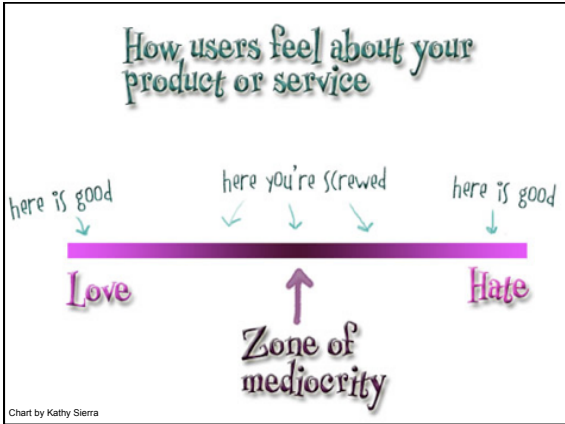 How users feel about your
product or service
here is good
here you're screwed
here is good
Love
Hate
Zone of
mediocrity
Chart by Kathy Sierra